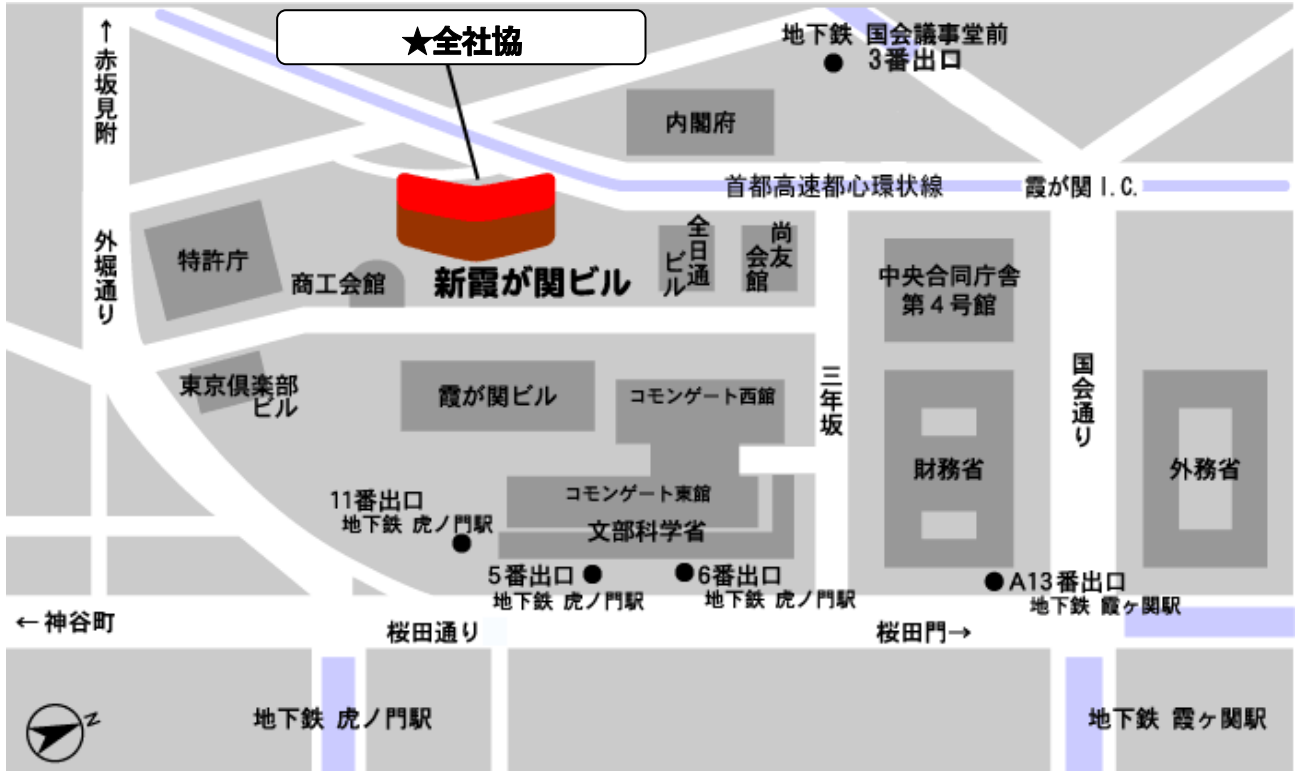 ↑赤坂見附
★全社協
地下鉄 国会議事堂前
3番出口
内閣府
首都高速都心環状線
霞が関 I.C.
外堀通り
特許庁
商工会館
新霞が関ビル
全日通
ビル
尚友
会館
中央合同庁舎
第4号館
東京倶楽部
ビル
霞が関ビル
コモンゲート西館
三年坂
国会通り
財務省
外務省
コモンゲート東館
文部科学省
11番出口
地下鉄 虎ノ門駅
5番出口
地下鉄 虎ノ門駅
6番出口
地下鉄 虎ノ門駅
A13番出口
地下鉄 霞ヶ関駅
←神谷町
桜田通り
桜田門→
地下鉄 虎ノ門駅
地下鉄 霞ヶ関駅
N